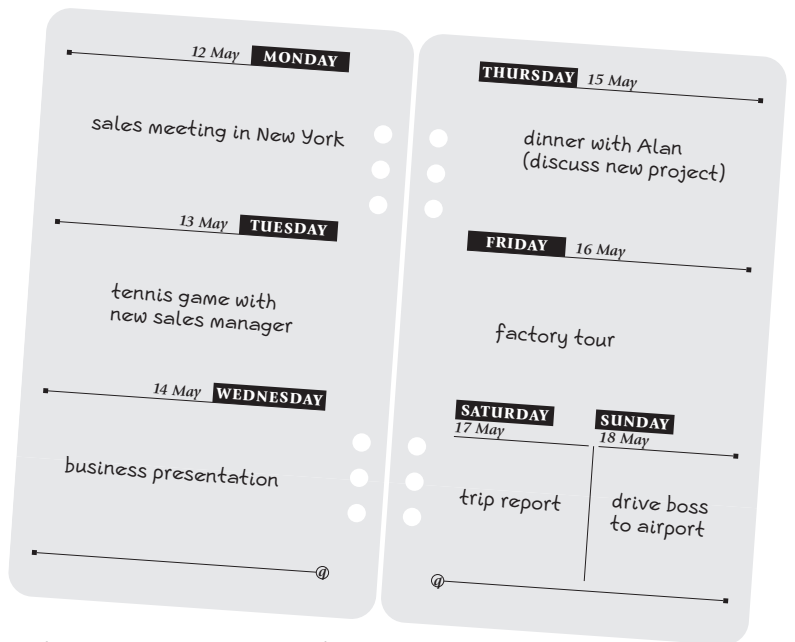 12 May MONDAY
sales meeting in New York
13 May TUESDAY
tennis game with
new sales manager
14 May WEDNESDAY
business presentation
THURSDAY 15 May
dinner with Alan
(discuss new project)
FRIDAY 16 May
factory tour
SATURDAY
17 May
trip report
SUNDAY
18 May
drive boss
to airport